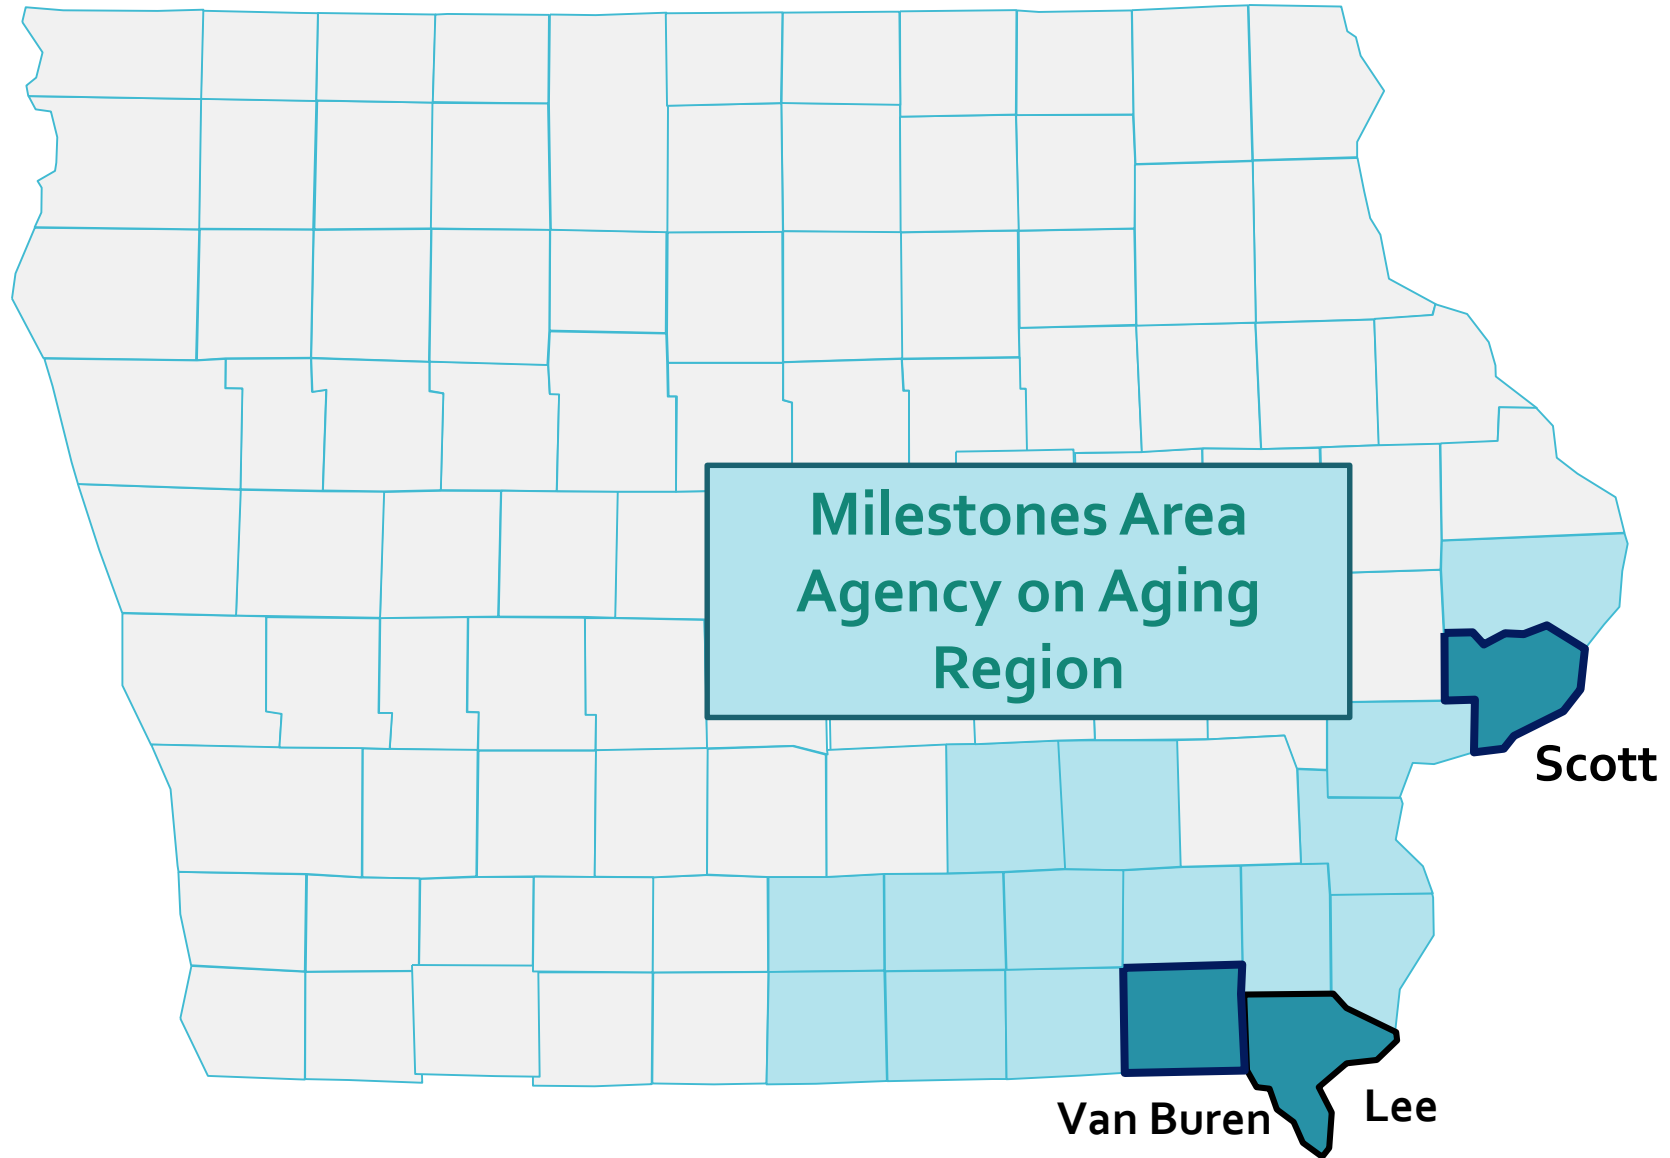 Milestones Area
Agency on Aging
Region
Scott
Van Buren
Lee